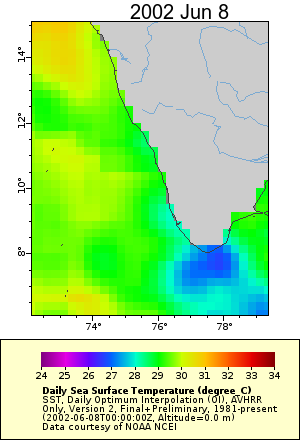 2002 Jun 8
14°
12°
10°
8°
74°
76°
78°
24 25 26 27 28 29 30 31 32 33 34
Daily Sea Surface Temperature (degree_C)
SST, Daily Optimum Interpolation (OI), AVHRR
Only, Version 2, Final+Preliminary, 1981-present
(2002-06-08T00:00:00Z, Altitude=0.0 m)
Data courtesy of NOAA NCEI